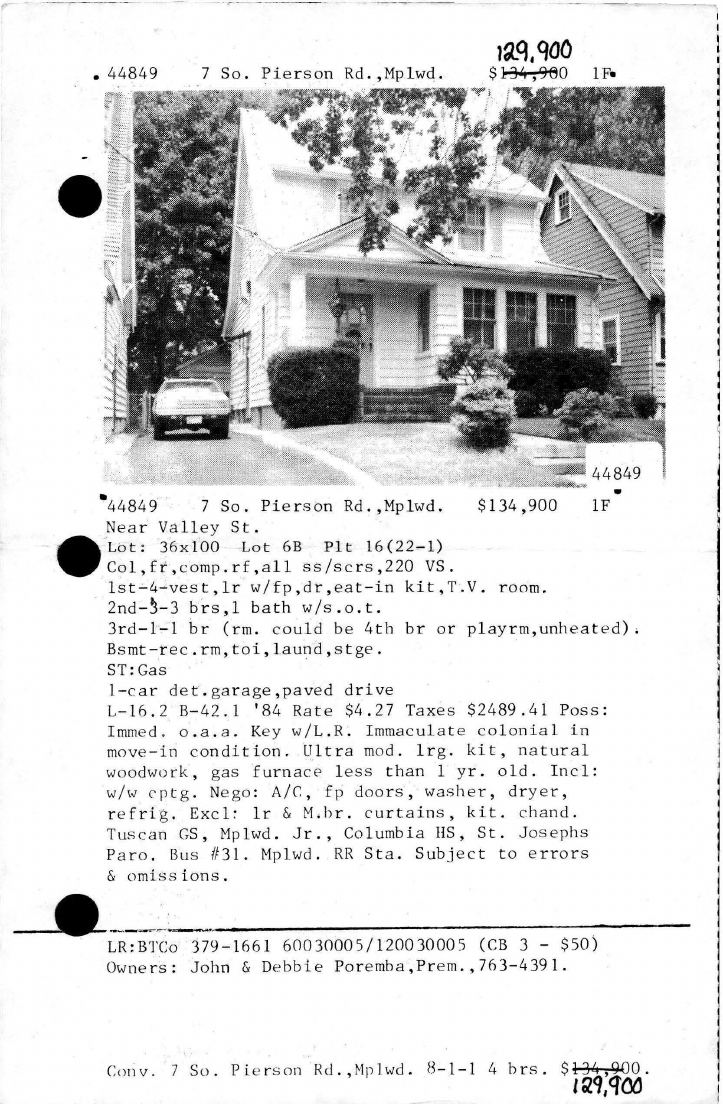 129,900
44849 7 So. Pierson Rd.,Mplwd. $134,900 1F
44849
44849 7 So. Pierson Rd.,Mplwd. $134,900 1F
Near Valley St.
Lot: 36x100 Lot 6B Plt 16(22-1)
Col,fr,comp.rf,all ss/scrs,220 VS.
1st-4-vest,lr w/fp,dr,eat-in kit,T.V. room.
2nd-3-3 brs,1 bath w/s.o.t.
3rd-1-1 br (rm. could be 4th br or playrm,unheated).
Bsmt-rec.rm,toi,laund,stge.
ST:Gas
1-car det.garage,paved drive
L-16.2 B-42.1 '84 Rate $4.27 Taxes $2489.41 Poss:
Immed. o.a.a. Key w/L.R. Immaculate colonial in
move-in condition. Ultra mod. lrg. kit, natural
woodwork, gas furnace less than 1 yr. old. Incl:
w/w cptg. Nego: A/C, fp doors, washer, dryer,
refrig. Excl: lr & M.br. curtains, kit. chand.
Tuscan GS, Mplwd. Jr., Columbia HS, St. Josephs
Paro. Bus #31. Mplwd. RR Sta. Subject to errors
& omissions.
LR:BTCo 379-1661 60030005/120030005 (CB 3 - $50)
Owners: John & Debbie Poremba,Prem.,763-4391.
Conv. 7 So. Pierson Rd.,Mplwd. 8-1-1 4 brs. $134,900.
129,900